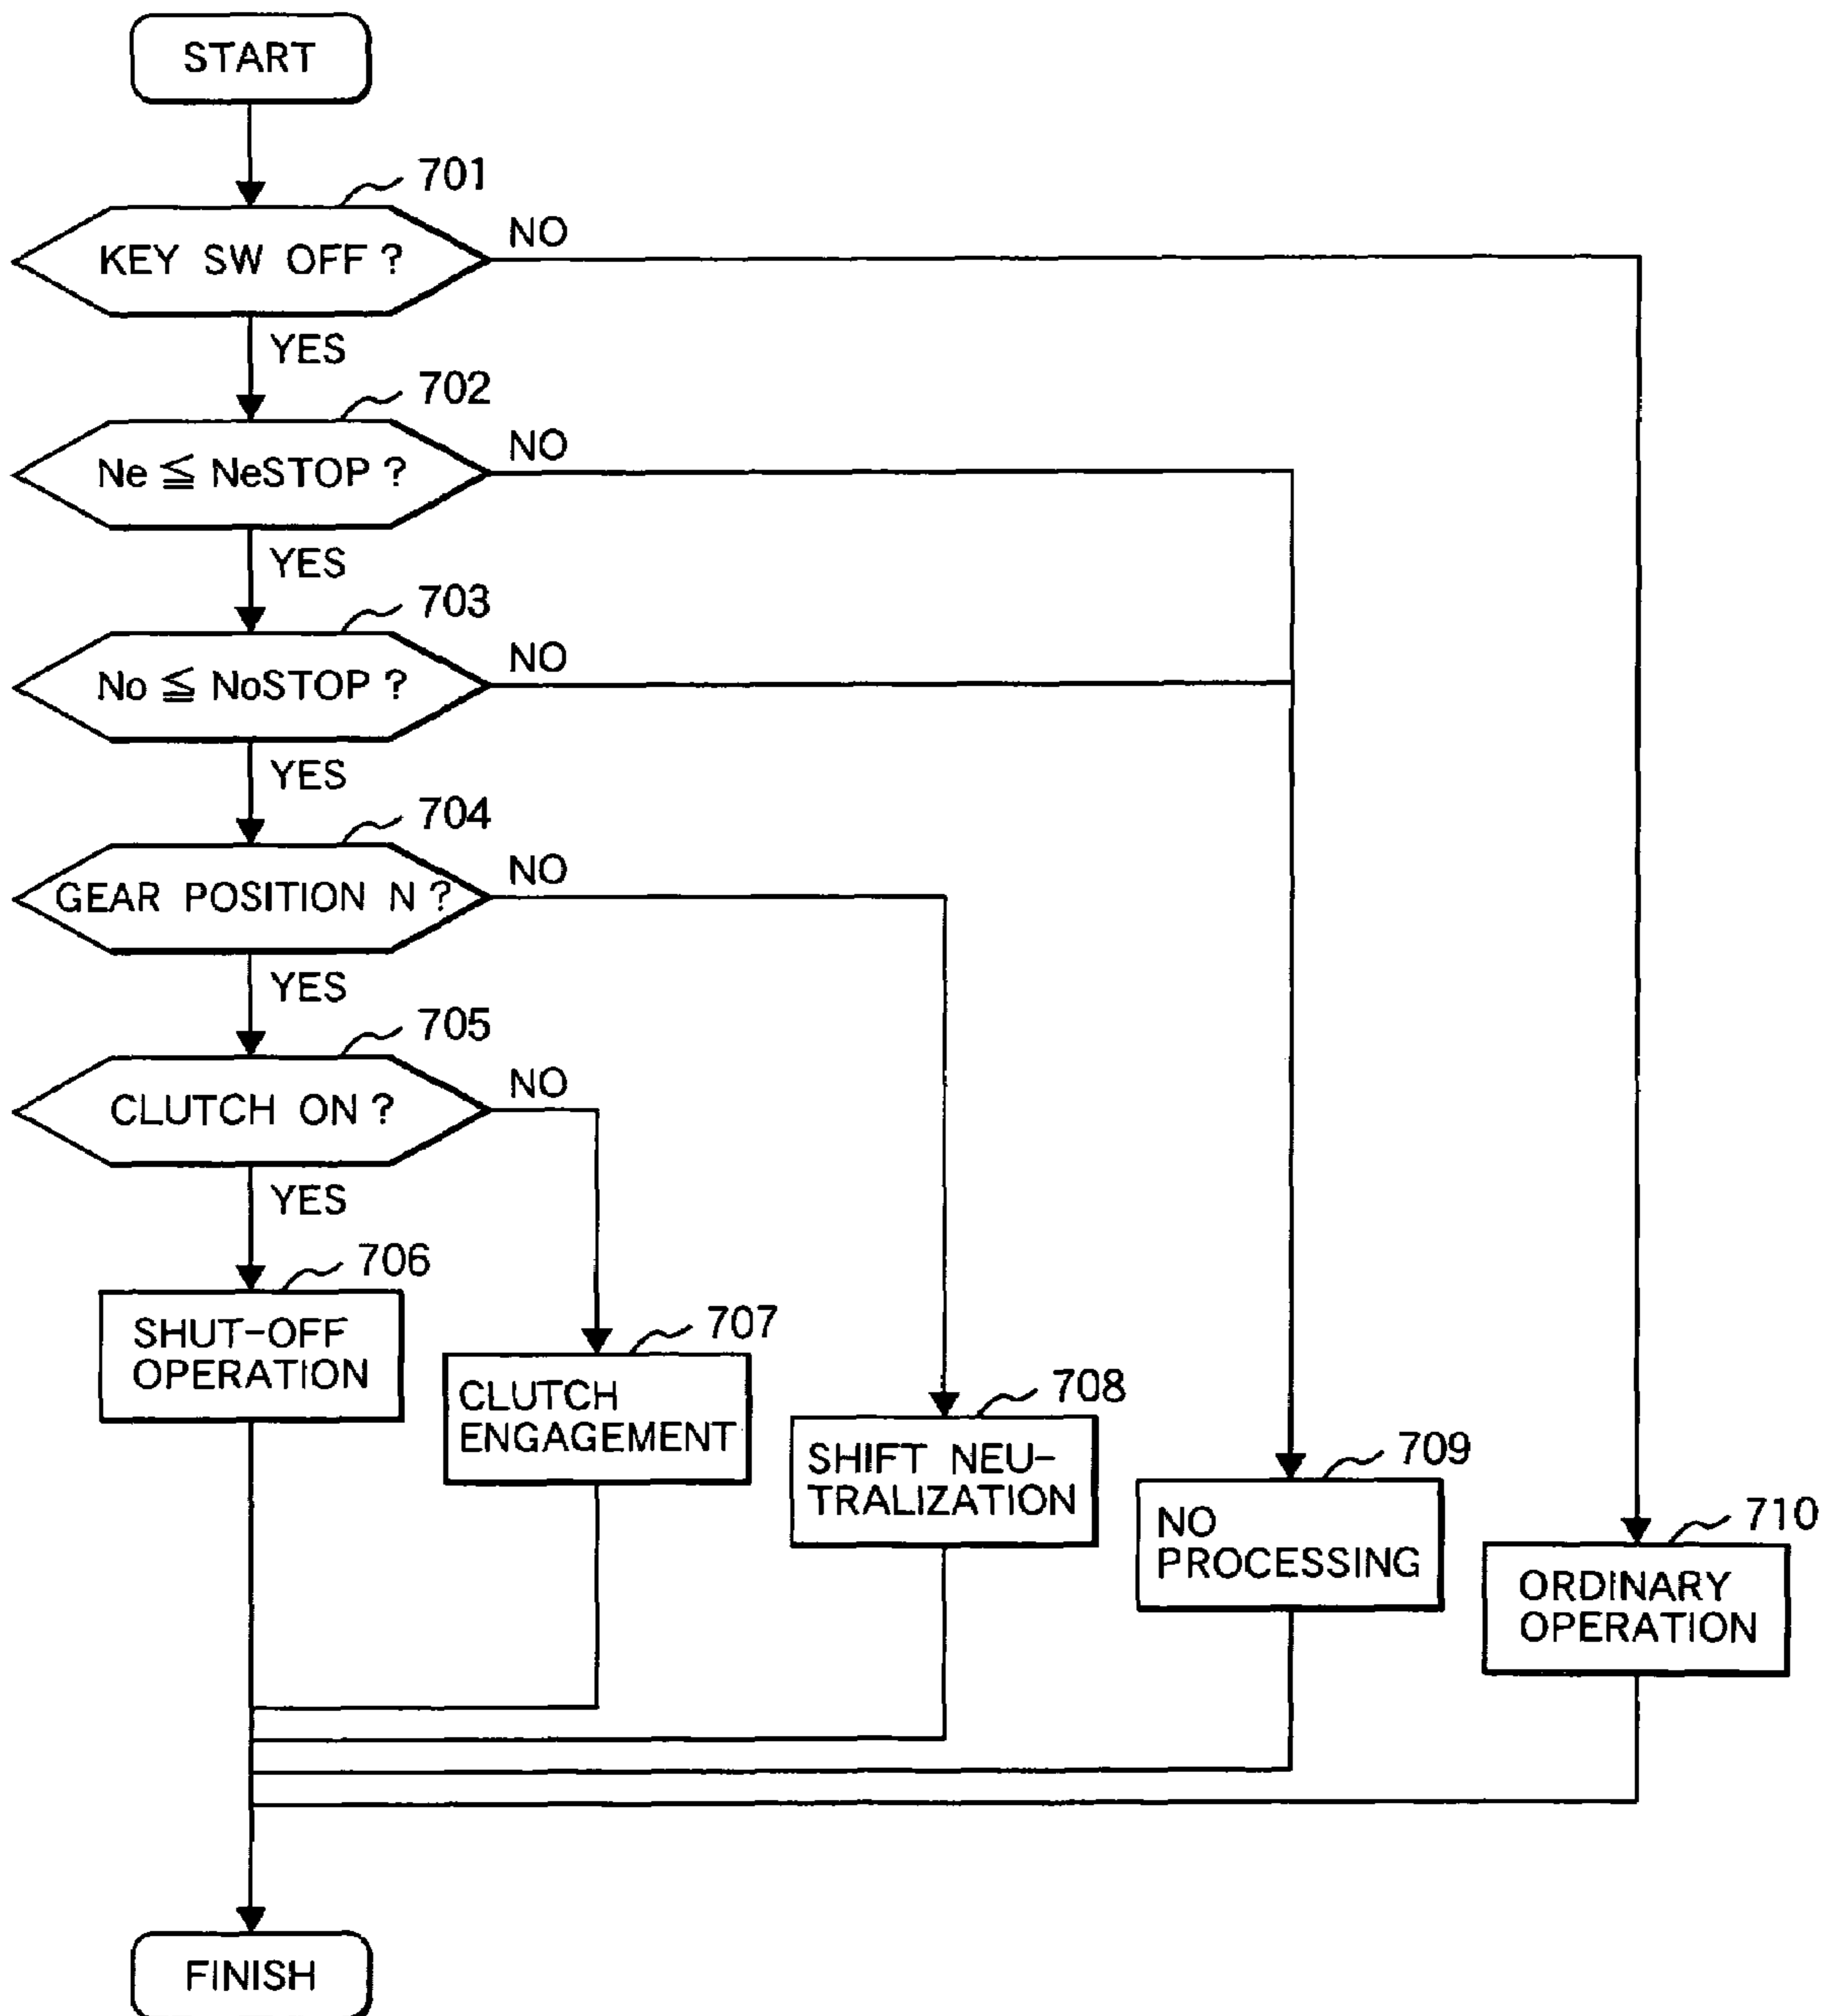 START
701
KEY SW OFF ?
NO
YES
702
Ne ≦ NeSTOP ?
NO
YES
703
No ≦ NoSTOP ?
NO
YES
704
GEAR POSITION N ?
NO
YES
705
CLUTCH ON ?
NO
YES
706
SHUT-OFF
OPERATION
707
CLUTCH
ENGAGEMENT
708
SHIFT NEU-
TRALIZATION
709
NO
PROCESSING
710
ORDINARY
OPERATION
FINISH